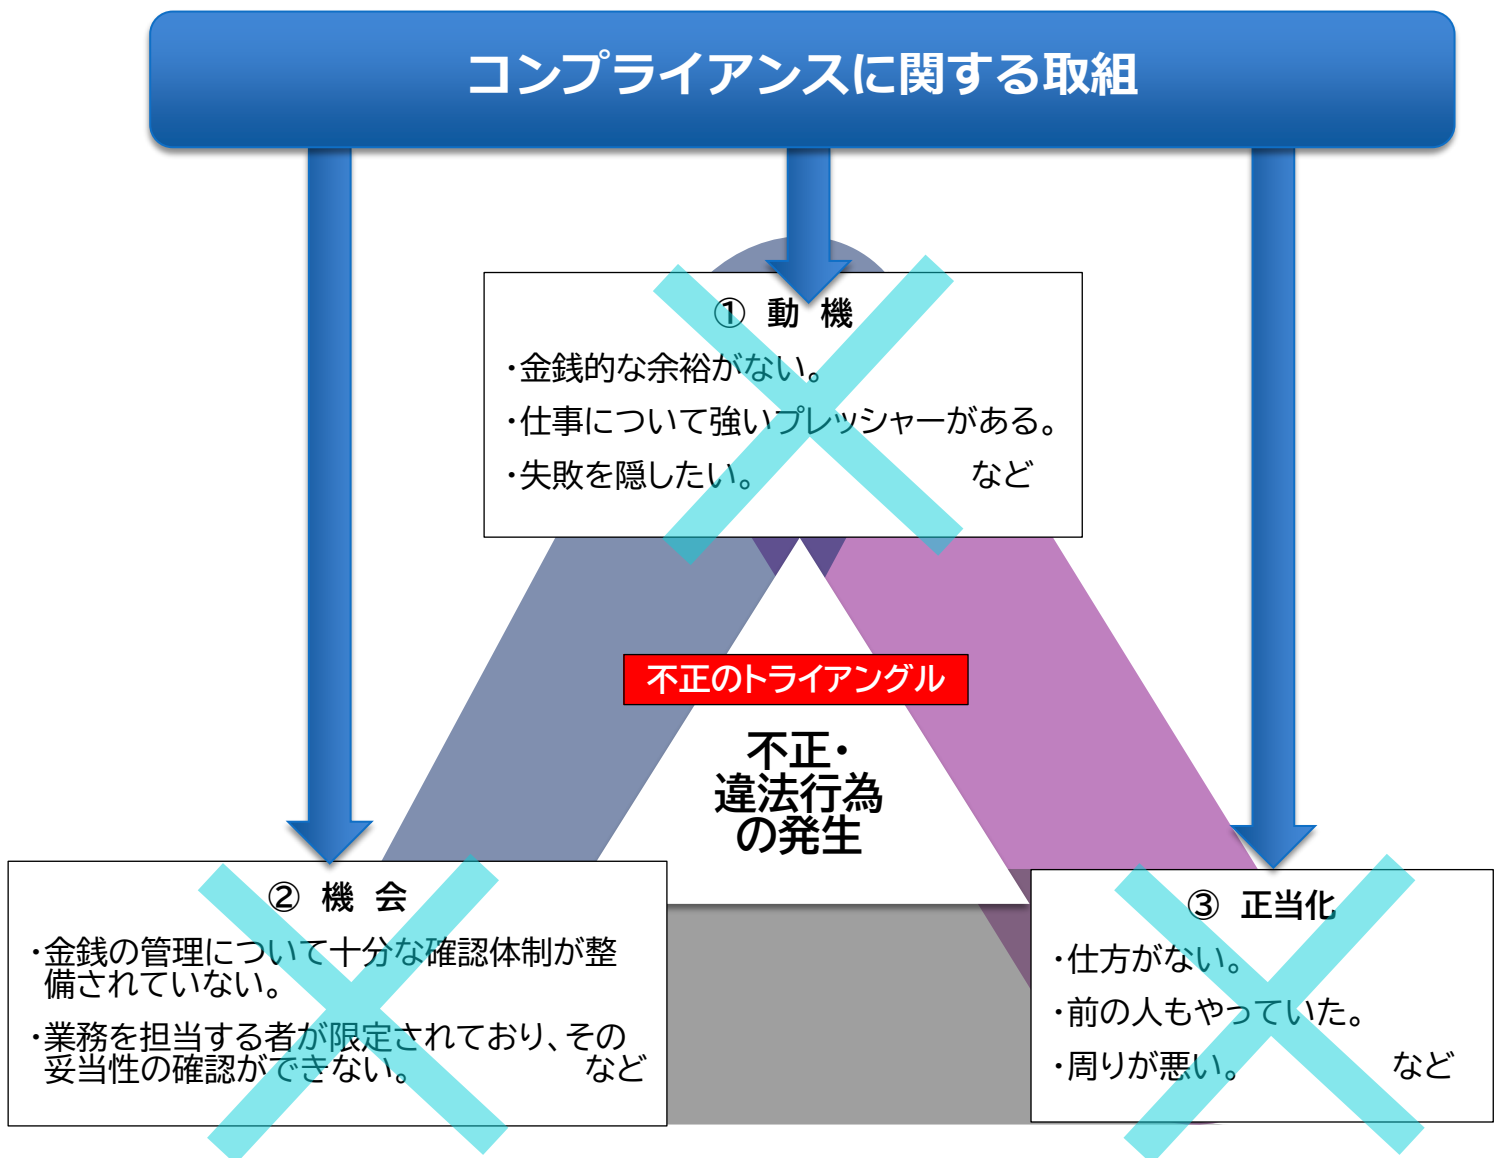 コンプライアンスに関する取組
① 動 機
・金銭的な余裕がない。
・仕事について強いプレッシャーがある。
・失敗を隠したい。 など
不正のトライアングル
不正・
違法行為
の発生
② 機 会
・金銭の管理について十分な確認体制が整
備されていない。
・業務を担当する者が限定されており、その
妥当性の確認ができない。 など
③ 正当化
・仕方がない。
・前の人もやっていた。
・周りが悪い。 など